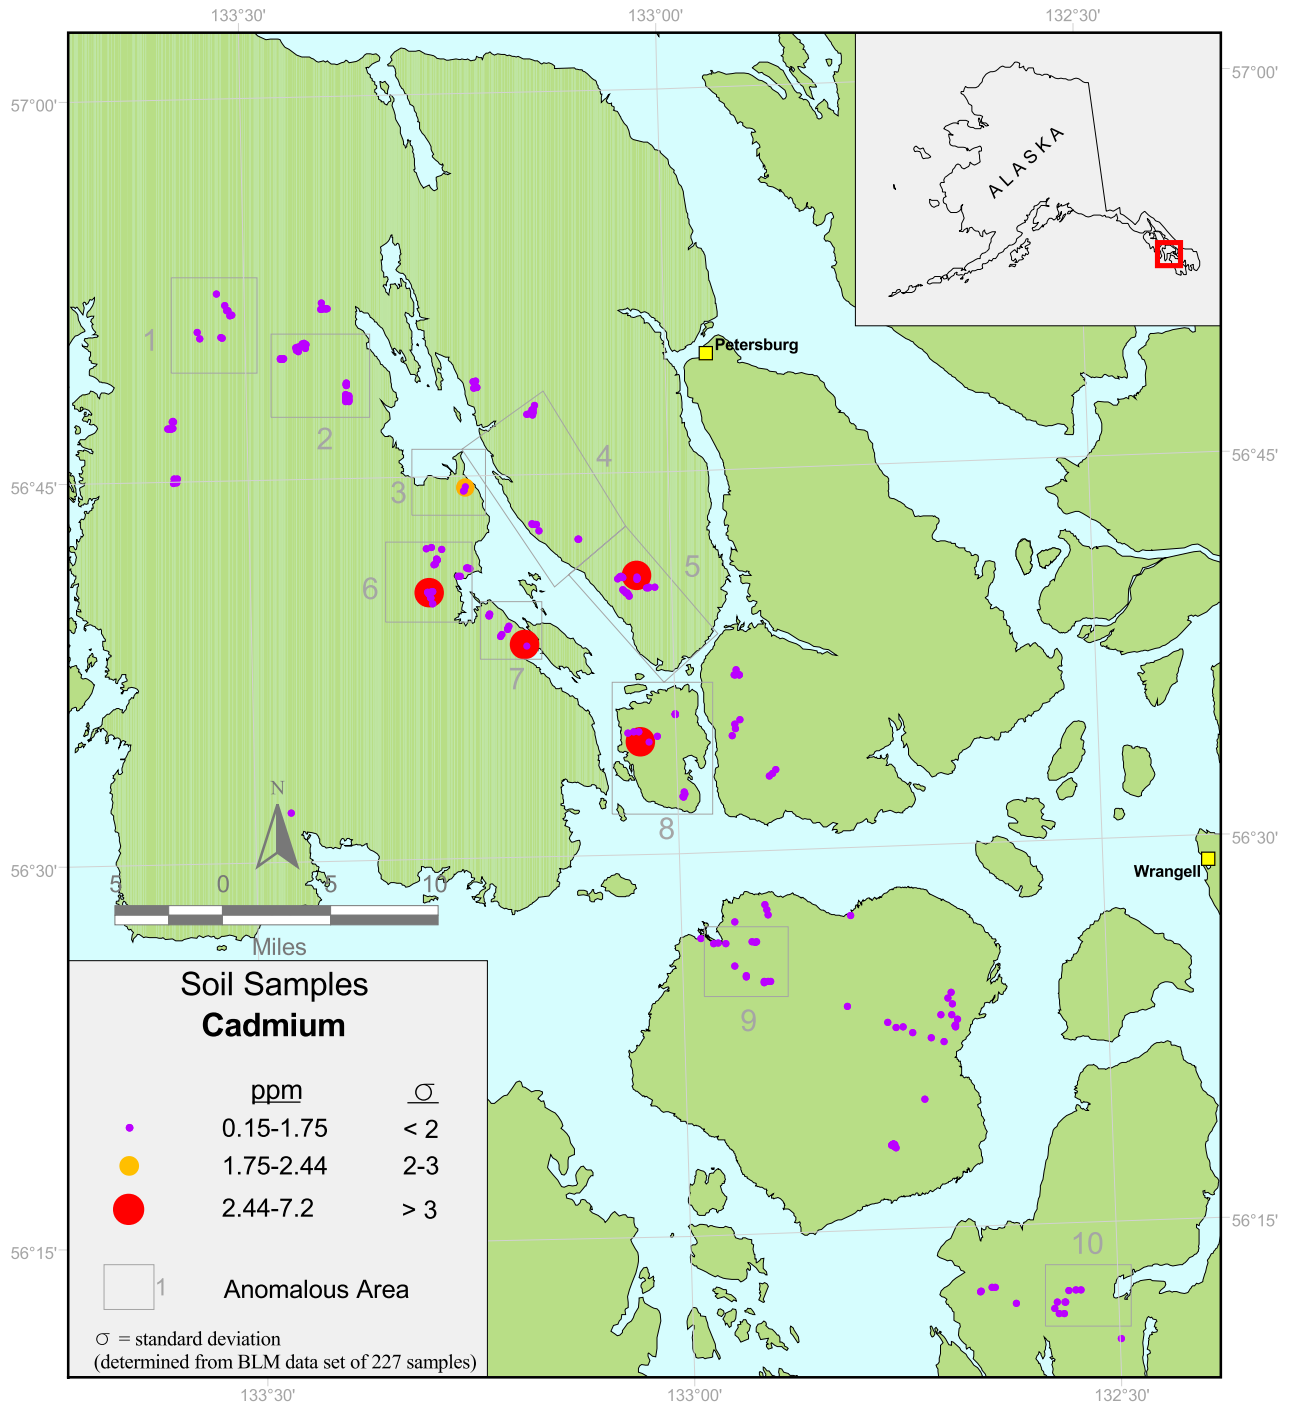 133°30'
133°00'
132°30'
57°00'
57°00'
ALASKA
Petersburg
1
2
4
3
56°45'
56°45'
5
6
7
8
N
56°30'
56°30'
Wrangell
5 0 5 10
Miles
9
Soil Samples
Cadmium
ppm σ
0.15-1.75 < 2
1.75-2.44 2-3
2.44-7.2 > 3
1 Anomalous Area
σ = standard deviation
(determined from BLM data set of 227 samples)
56°15'
56°15'
10
133°30'
133°00'
132°30'